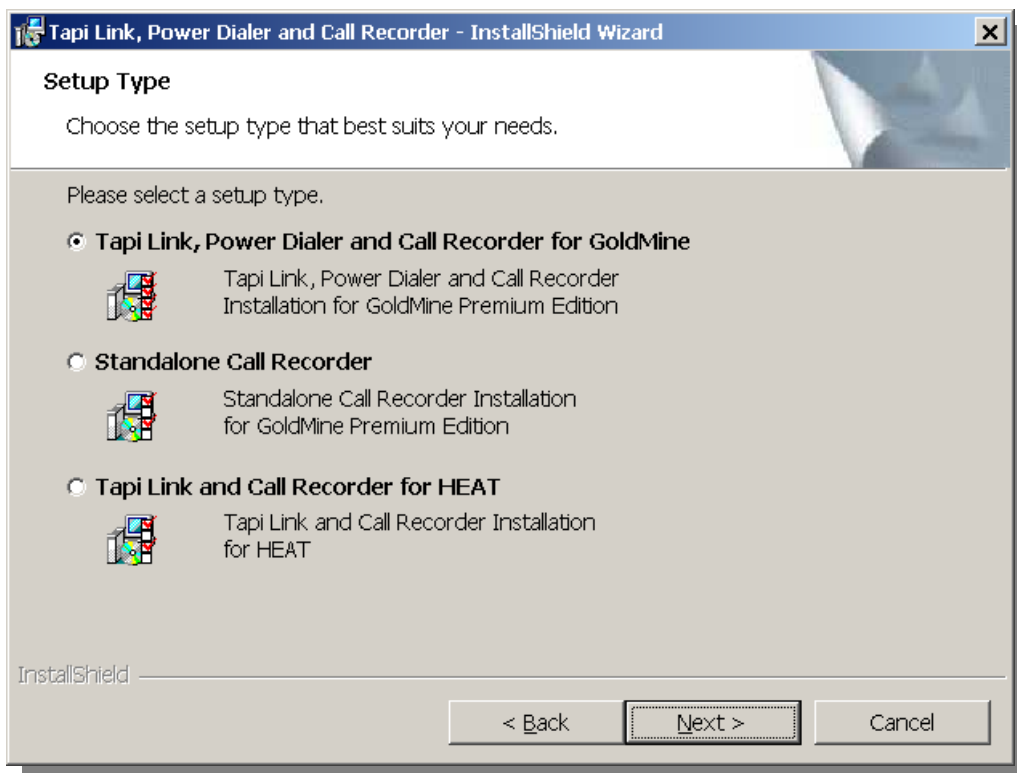 Tapi Link, Power Dialer and Call Recorder - InstallShield Wizard
Setup Type
Choose the setup type that best suits your needs.
Please select a setup type.
Tapi Link, Power Dialer and Call Recorder for GoldMine
Tapi Link, Power Dialer and Call Recorder
Installation for GoldMine Premium Edition
Standalone Call Recorder
Standalone Call Recorder Installation
for GoldMine Premium Edition
Tapi Link and Call Recorder for HEAT
Tapi Link and Call Recorder Installation
for HEAT
InstallShield
< Back Next > Cancel